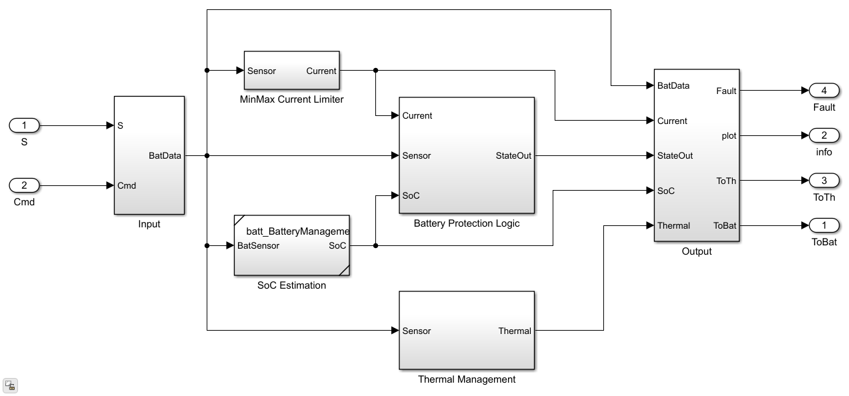 1
S
2
Cmd
S
Cmd
BatData
Input
Sensor
Current
MinMax Current Limiter
Current
Sensor
SoC
StateOut
Battery Protection Logic
batt_BatteryManageme
BatSensor
SoC
SoC Estimation
Sensor
Thermal
Thermal Management
BatData
Current
StateOut
SoC
Thermal
Fault
plot
ToTh
ToBat
Output
4
Fault
2
info
3
ToTh
1
ToBat